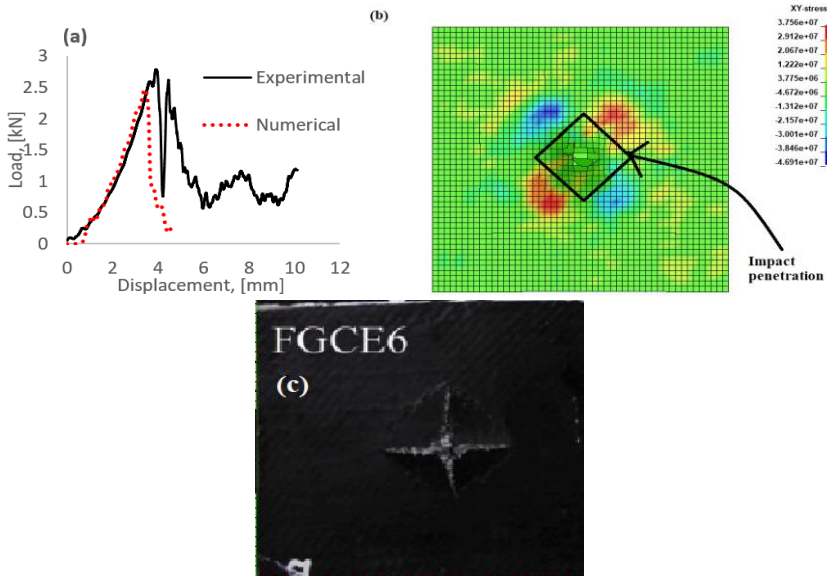 (a)
3
2.5
2
1.5
1
0.5
0
Load, [kN]
Experimental
Numerical
0 2 4 6 8 10 12
Displacement, [mm]
(b)
XY-stress
3.756e+07
2.912e+07
2.067e+07
1.222e+07
3.775e+06
-4.672e+06
-1.312e+07
-2.157e+07
-3.001e+07
-3.846e+07
-4.691e+07
Impact
penetration
FGCE6
(c)